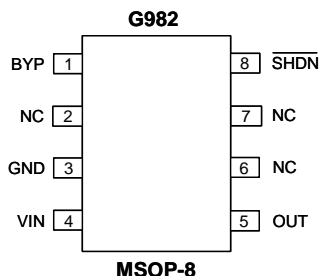 G982
BYP 1 8 SHDN
NC 2 7 NC
GND 3 6 NC
VIN 4 5 OUT
MSOP-8